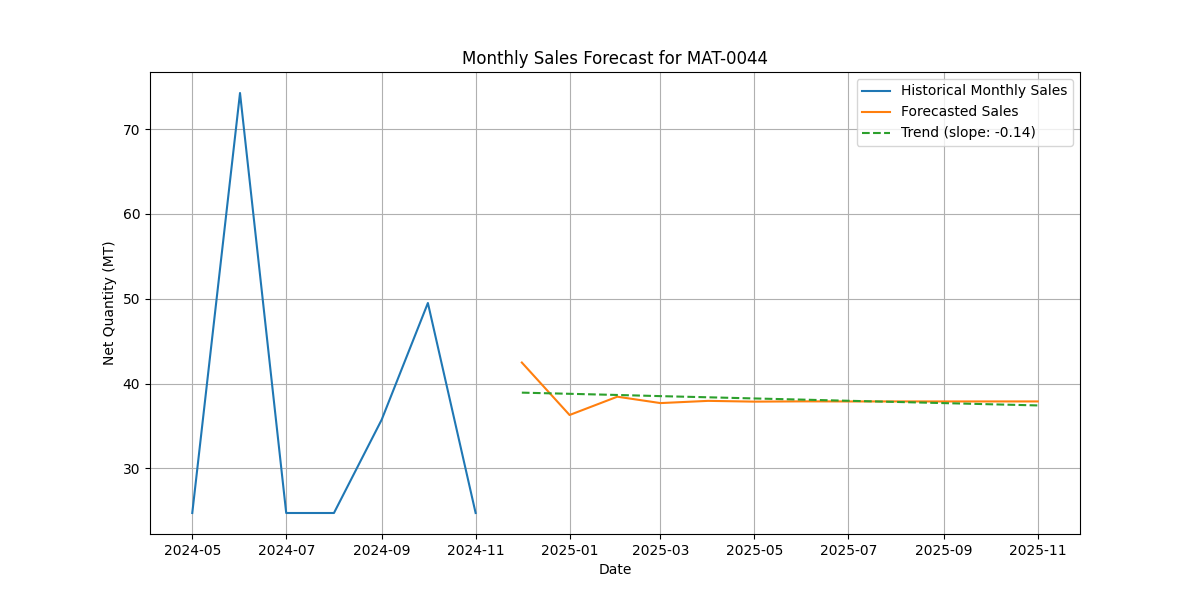 Monthly Sales Forecast for MAT-0044
Historical Monthly Sales
Forecasted Sales
Trend (slope: -0.14)
Net Quantity (MT)
70
60
50
40
30
2024-05 2024-07 2024-09 2024-11 2025-01 2025-03 2025-05 2025-07 2025-09 2025-11
Date